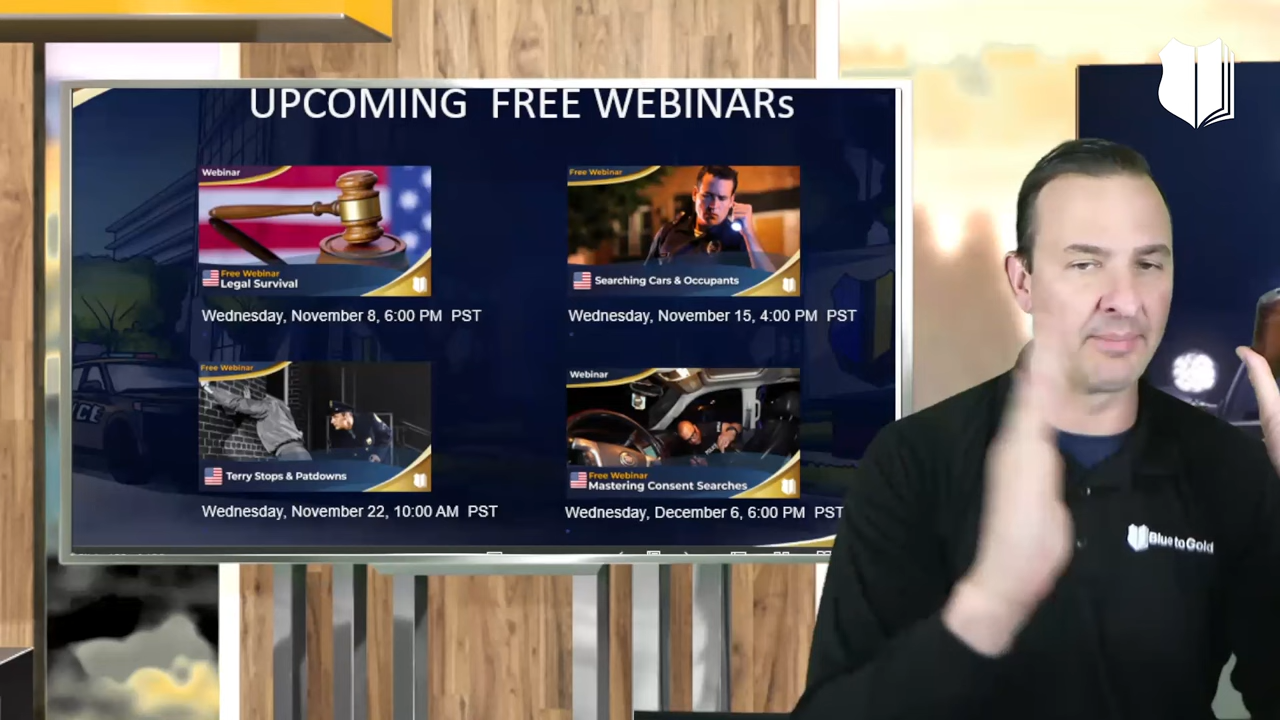 UPCOMING FREE WEBINARs
Webinar
Free Webinar
Legal Survival
Wednesday, November 8, 6:00 PM PST
Free Webinar
Searching Cars & Occupants
Wednesday, November 15, 4:00 PM PST
Free Webinar
Terry Stops & Patdowns
Wednesday, November 22, 10:00 AM PST
Webinar
Free Webinar
Mastering Consent Searches
Wednesday, December 6, 6:00 PM PST
Blue to Gold